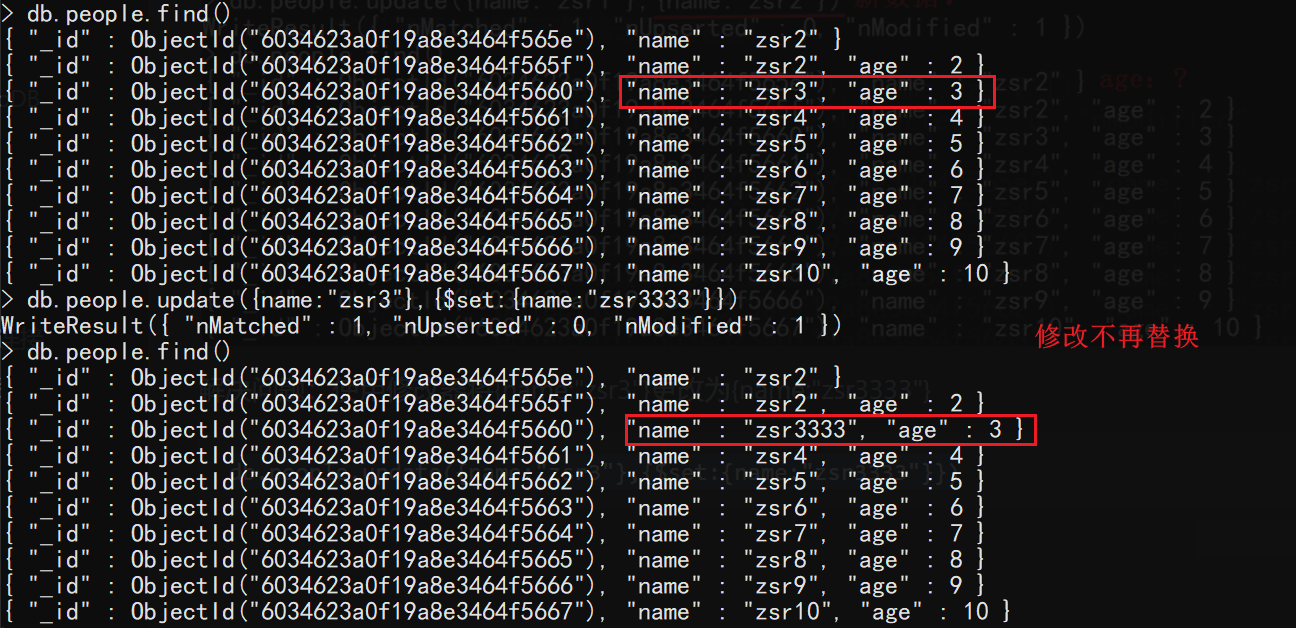 > db.people.find()
{ "_id" : ObjectId("6034623a0f19a8e3464f565e"), "name" : "zsr2" }
{ "_id" : ObjectId("6034623a0f19a8e3464f565f"), "name" : "zsr2", "age" : 2 }
{ "_id" : ObjectId("6034623a0f19a8e3464f5660"), "name" : "zsr3", "age" : 3 }
{ "_id" : ObjectId("6034623a0f19a8e3464f5661"), "name" : "zsr4", "age" : 4 }
{ "_id" : ObjectId("6034623a0f19a8e3464f5662"), "name" : "zsr5", "age" : 5 }
{ "_id" : ObjectId("6034623a0f19a8e3464f5663"), "name" : "zsr6", "age" : 6 }
{ "_id" : ObjectId("6034623a0f19a8e3464f5664"), "name" : "zsr7", "age" : 7 }
{ "_id" : ObjectId("6034623a0f19a8e3464f5665"), "name" : "zsr8", "age" : 8 }
{ "_id" : ObjectId("6034623a0f19a8e3464f5666"), "name" : "zsr9", "age" : 9 }
{ "_id" : ObjectId("6034623a0f19a8e3464f5667"), "name" : "zsr10", "age" : 10 }
> db.people.update({name:"zsr3"},{$set:{name:"zsr3333"}})
WriteResult({ "nMatched" : 1, "nUpserted" : 0, "nModified" : 1 })
修改不再替换
> db.people.find()
{ "_id" : ObjectId("6034623a0f19a8e3464f565e"), "name" : "zsr2" }
{ "_id" : ObjectId("6034623a0f19a8e3464f565f"), "name" : "zsr2", "age" : 2 }
{ "_id" : ObjectId("6034623a0f19a8e3464f5660"), "name" : "zsr3333", "age" : 3 }
{ "_id" : ObjectId("6034623a0f19a8e3464f5661"), "name" : "zsr4", "age" : 4 }
{ "_id" : ObjectId("6034623a0f19a8e3464f5662"), "name" : "zsr5", "age" : 5 }
{ "_id" : ObjectId("6034623a0f19a8e3464f5663"), "name" : "zsr6", "age" : 6 }
{ "_id" : ObjectId("6034623a0f19a8e3464f5664"), "name" : "zsr7", "age" : 7 }
{ "_id" : ObjectId("6034623a0f19a8e3464f5665"), "name" : "zsr8", "age" : 8 }
{ "_id" : ObjectId("6034623a0f19a8e3464f5666"), "name" : "zsr9", "age" : 9 }
{ "_id" : ObjectId("6034623a0f19a8e3464f5667"), "name" : "zsr10", "age" : 10 }